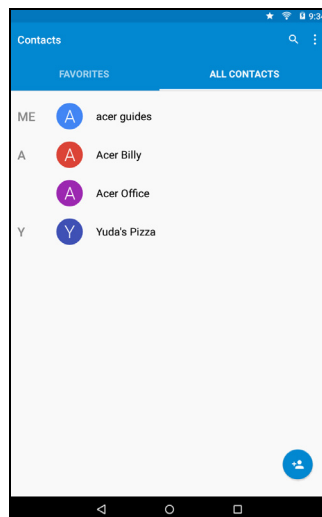 9:34
Contacts
FAVORITES ALL CONTACTS
ME A acer guides
A A Acer Billy
A Acer Office
Y Y Yuda's Pizza